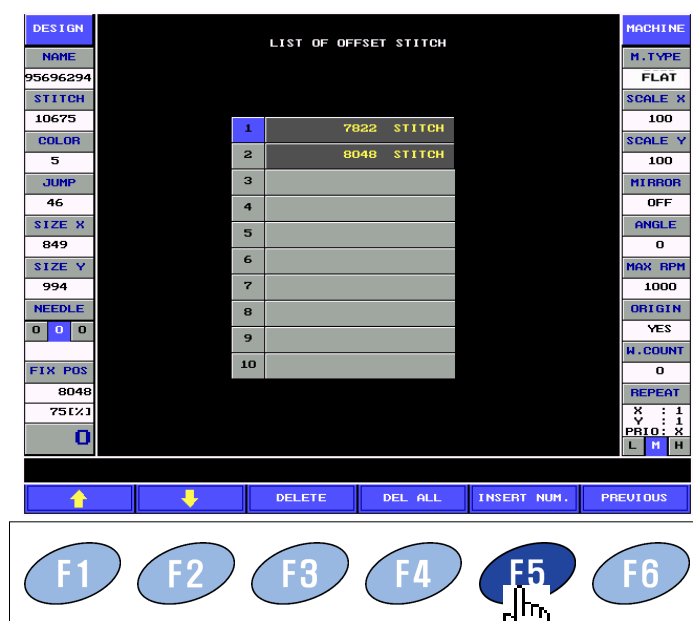 DESIGN
NAME
95696294
STITCH
10675
COLOR
5
JUMP
46
SIZE X
849
SIZE Y
994
NEEDLE
0 0 0
FIX POS
8048
75[%]
0
LIST OF OFFSET STITCH
1 7822 STITCH
2 8048 STITCH
3
4
5
6
7
8
9
10
MACHINE
M.TYPE
FLAT
SCALE X
100
SCALE Y
100
MIRROR
OFF
ANGLE
0
MAX RPM
1000
ORIGIN
YES
W.COUNT
0
REPEAT
X : 1
Y : 1
PRIO: X
L M H
DELETE DEL ALL INSERT NUM. PREVIOUS
F1 F2 F3 F4 F5 F6